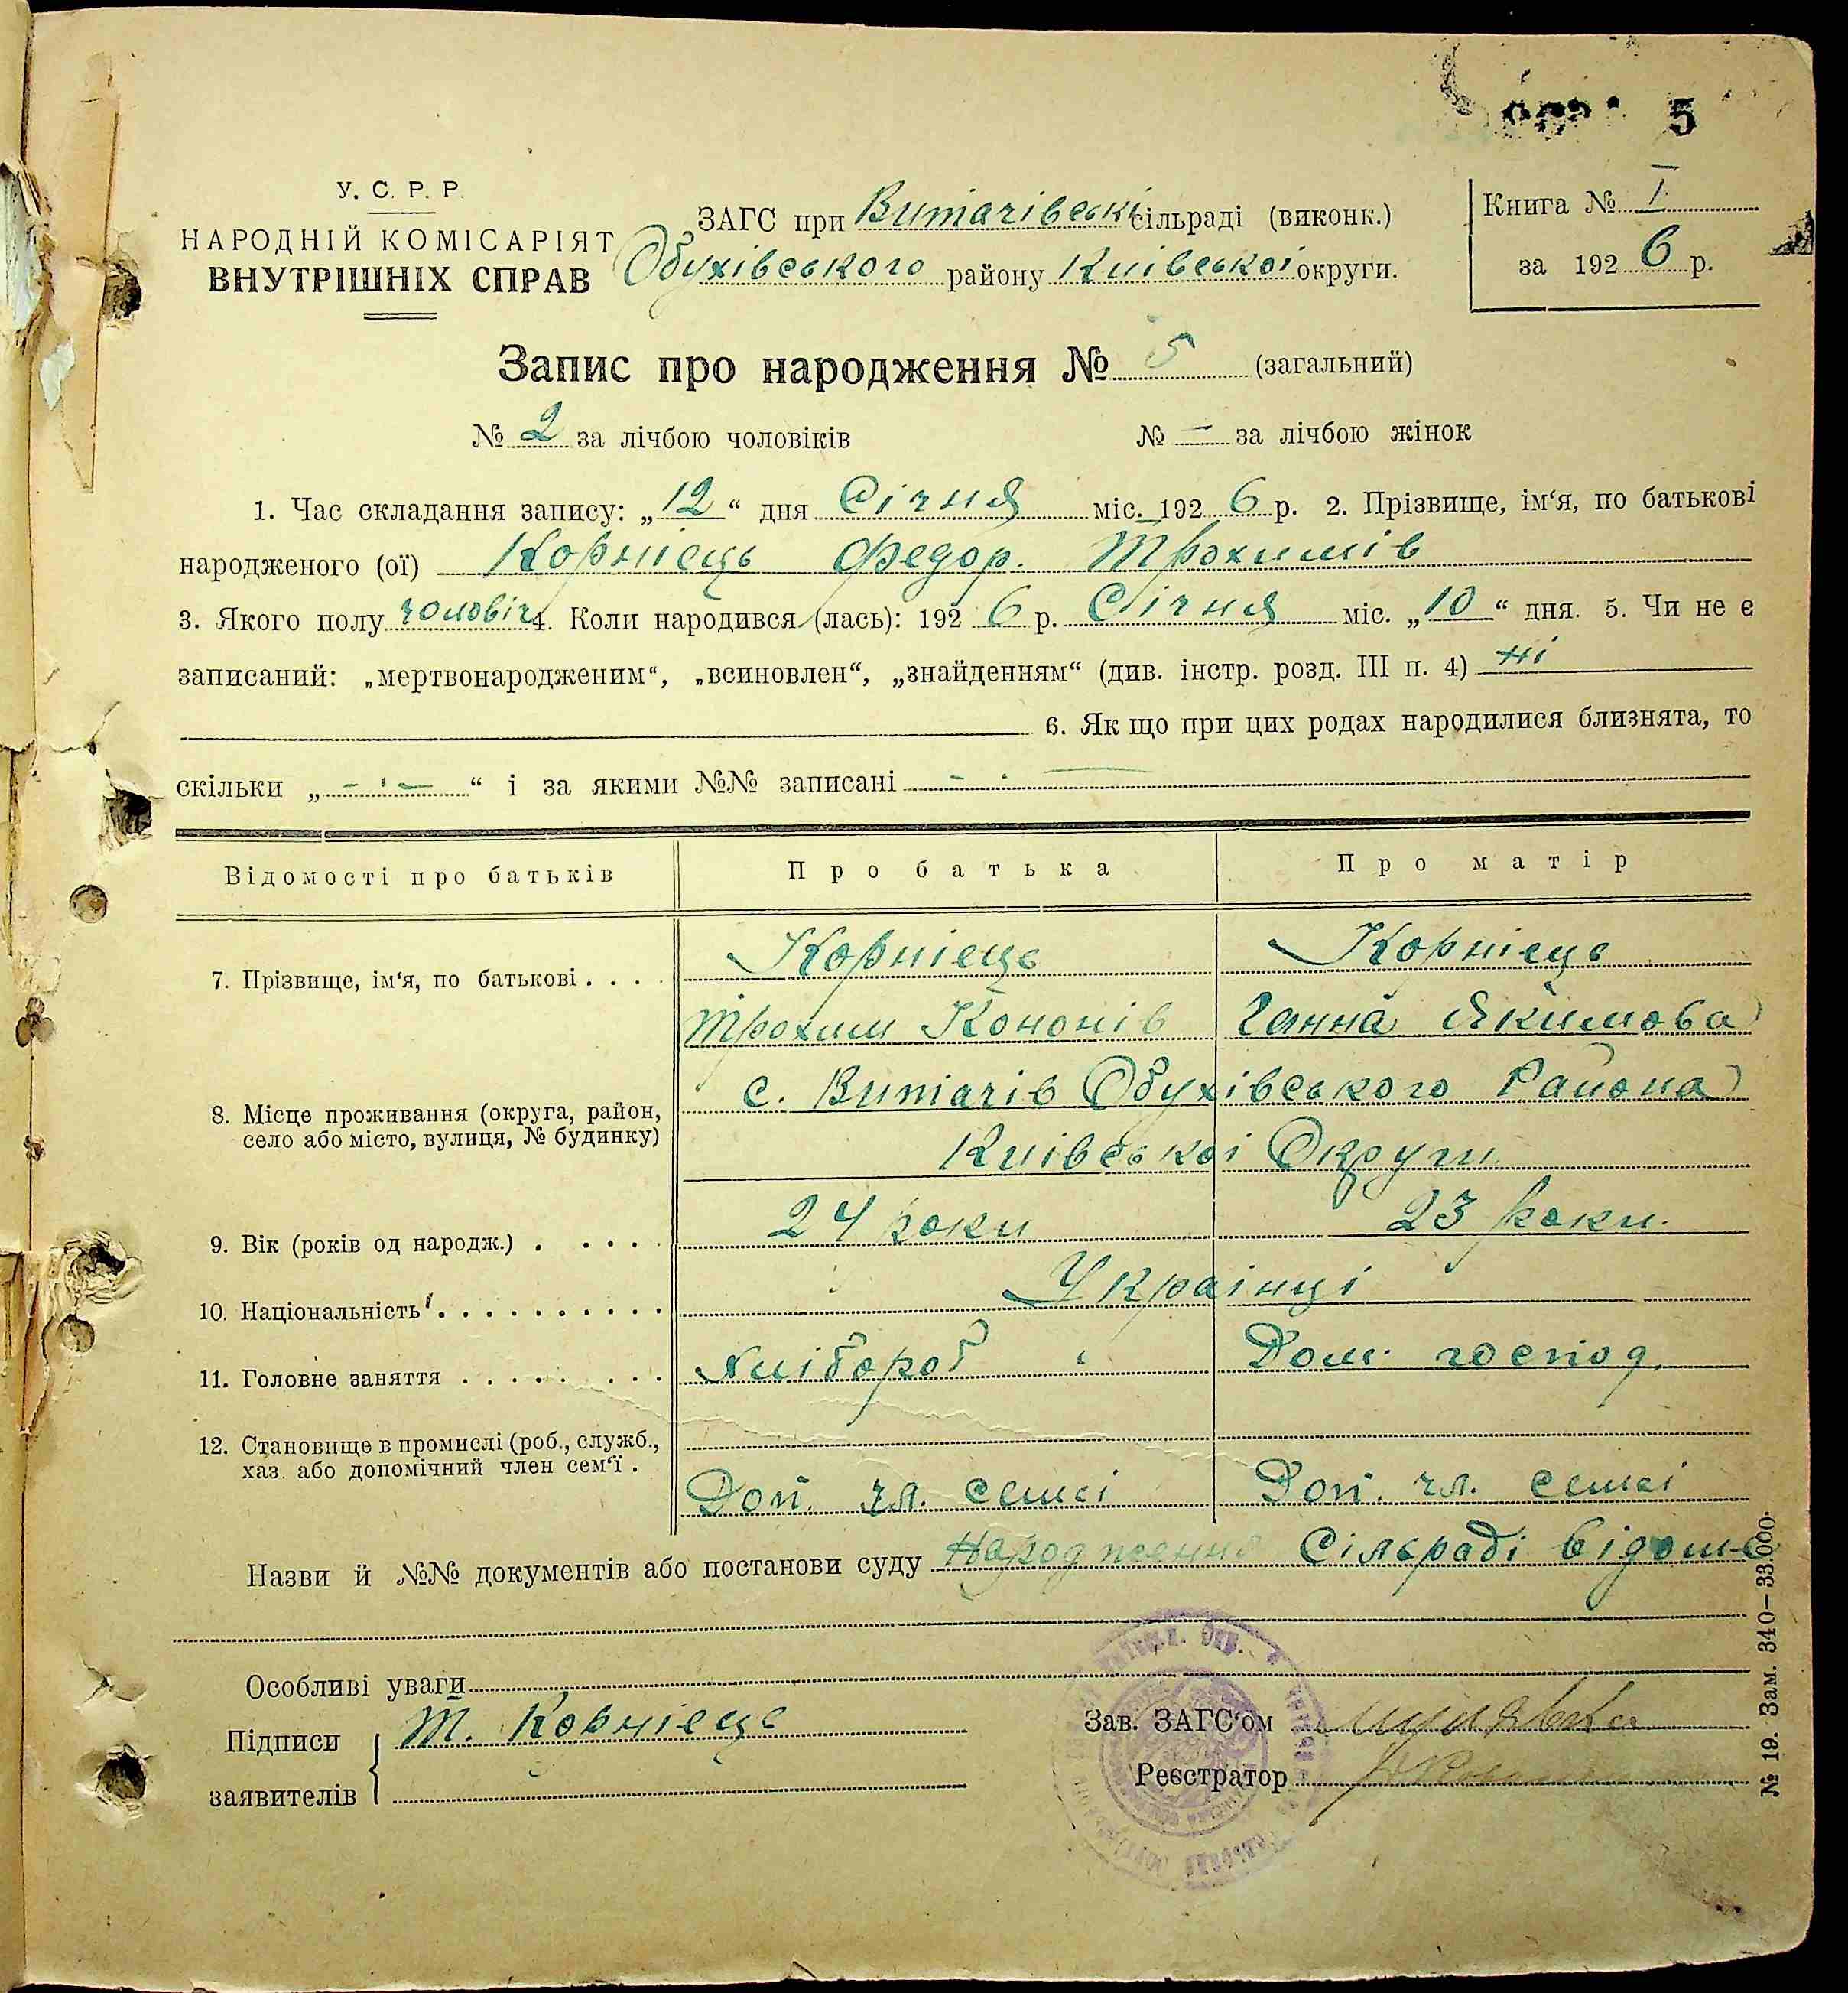 5
У. С. Р. Р.
НАРОДНІЙ КОМІСАРІЯТ
ВНУТРІШНІХ СПРАВ
ЗАГС при Витачівські сільраді (виконк.)
Обухівського району Київської округи.
Книга № I
за 1926 р.
Запис про народження № 5 (загальний)
№ 2 за лічбою чоловіків № — за лічбою жінок
1. Час складання запису: „12“ дня Січня міс. 1926 р. 2. Прізвище, ім‘я, по батькові
народженого (ої) Корнієць Федор. Трохимів
3. Якого полу чоловіч 4. Коли народився (лась): 1926 р. Січня міс. „10“ дня. 5. Чи не є
записаний: „мертвонародженим“, „всиновлен“, „знайденням“ (див. інстр. розд. III п. 4) ні
6. Як що при цих родах народилися близнята, то
скільки „ - · - “ і за якими №№ записані - · —
Відомості про батьків Про батька Про матір
7. Прізвище, ім‘я, по батькові . . . . Корнієць Корнієць
Трохим Кононів Ганна Якимова
8. Місце проживання (округа, район, с. Витачів Обухівського Района
село або місто, вулиця, № будинку) Київскої Округи
9. Вік (років од народж.) . . . . . 24 роки 23 роки.
10. Національність . . . . . . . . . . Українці
11. Головне заняття . . . . . . . . . Хлібороб Дом. господ.
12. Становище в промислі (роб., служб.,
хаз. або допомічний член сем‘ї . Доп. чл. семєі Доп. чл. семєі
Назви й №№ документів або постанови суду Народження Сільраді відоме
Особливі уваги
Підписи Т. Корнієць
заявителів
Зав. ЗАГС‘ом
Реєстратор
№ 19. Зам. 340—33.000.